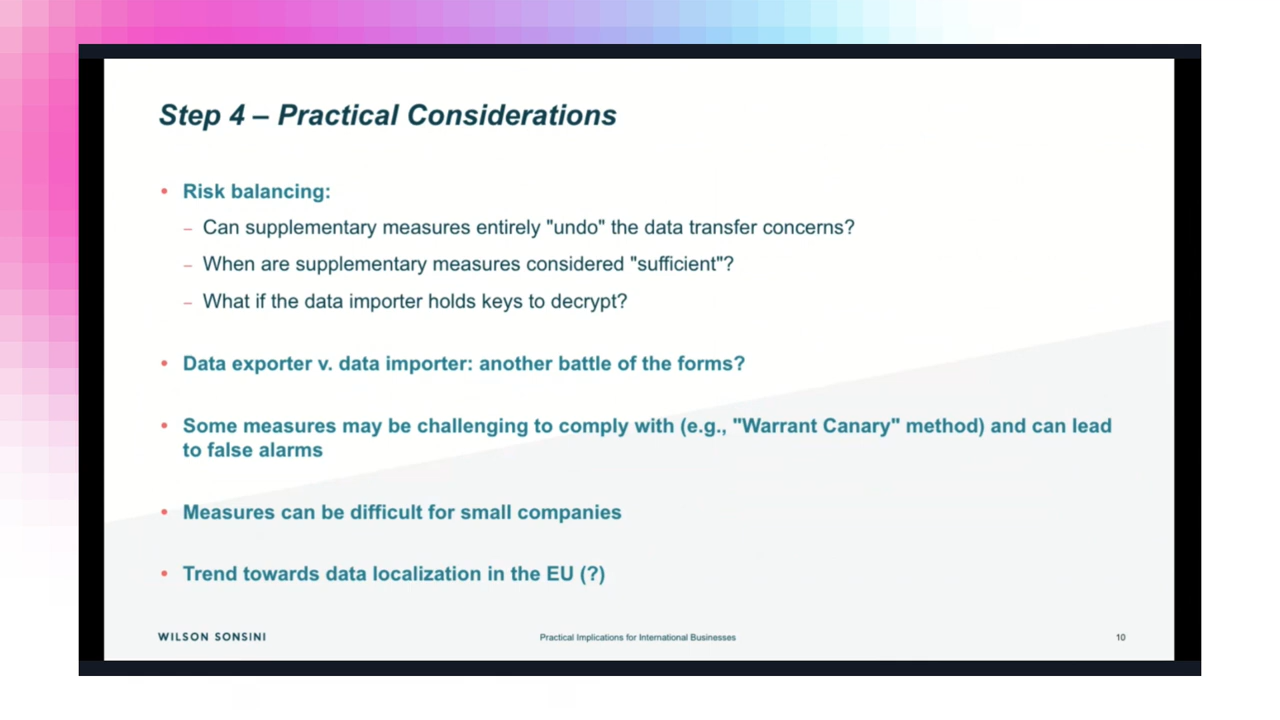 Step 4 – Practical Considerations
• Risk balancing:
– Can supplementary measures entirely "undo" the data transfer concerns?
– When are supplementary measures considered "sufficient"?
– What if the data importer holds keys to decrypt?
• Data exporter v. data importer: another battle of the forms?
• Some measures may be challenging to comply with (e.g., "Warrant Canary" method) and can lead
to false alarms
• Measures can be difficult for small companies
• Trend towards data localization in the EU (?)
WILSON SONSINI
Practical Implications for International Businesses
10